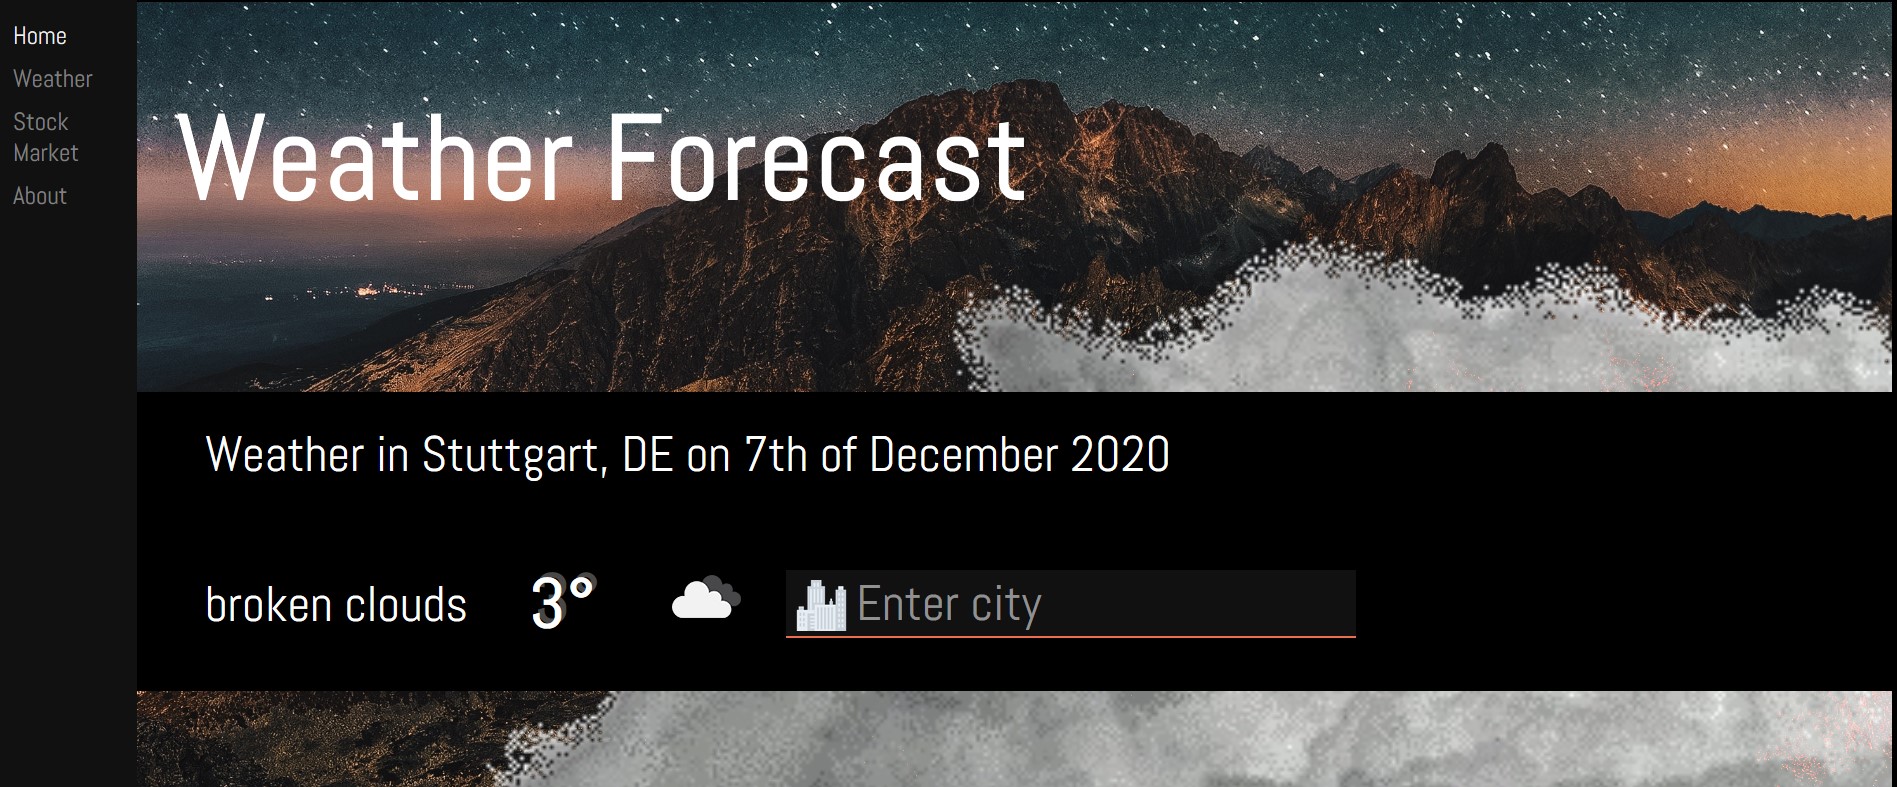 Home
Weather
Stock
Market
About
Weather Forecast
Weather in Stuttgart, DE on 7th of December 2020
broken clouds 3° Enter city